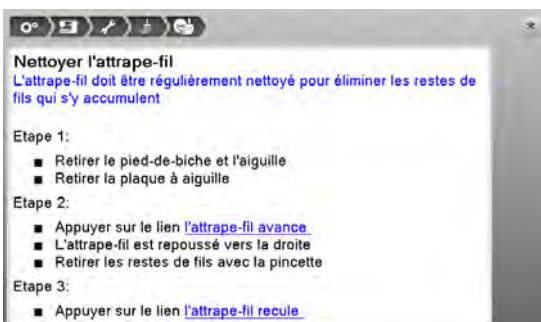 Nettoyer l'attrape-fil
L'attrape-fil doit être régulièrement nettoyé pour éliminer les restes de
fils qui s'y accumulent
Etape 1:
■ Retirer le pied-de-biche et l'aiguille
■ Retirer la plaque à aiguille
Etape 2:
■ Appuyer sur le lien l'attrape-fil avance
■ L'attrape-fil est repoussé vers la droite
■ Retirer les restes de fils avec la pincette
Etape 3:
■ Appuyer sur le lien l'attrape-fil recule